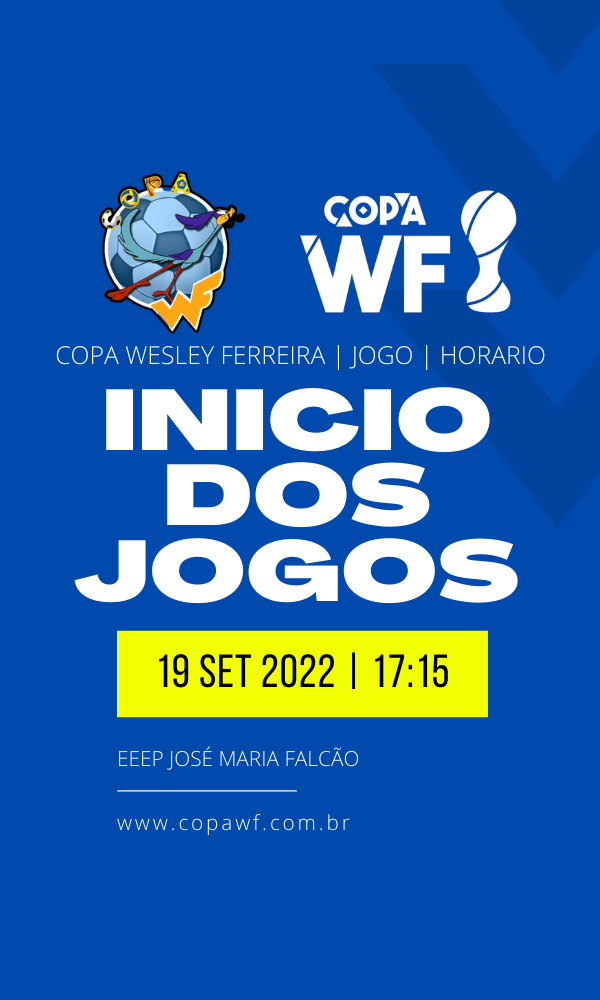 COPA
WF
COPA
WF
COPA WESLEY FERREIRA | JOGO | HORARIO
INICIO
DOS
JOGOS
19 SET 2022 | 17:15
EEEP JOSÉ MARIA FALCÃO
www.copawf.com.br